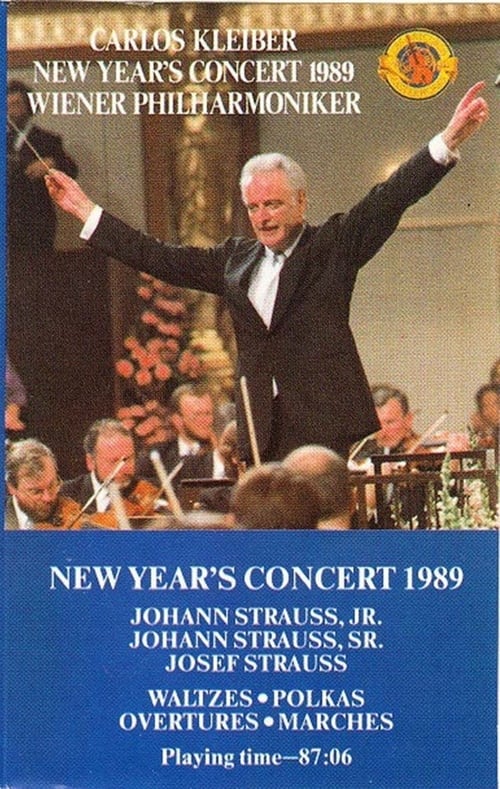 CARLOS KLEIBER
NEW YEAR'S CONCERT 1989
WIENER PHILHARMONIKER
NEW YEAR'S CONCERT 1989
JOHANN STRAUSS, JR.
JOHANN STRAUSS, SR.
JOSEF STRAUSS
WALTZES • POLKAS
OVERTURES • MARCHES
Playing time—87:06